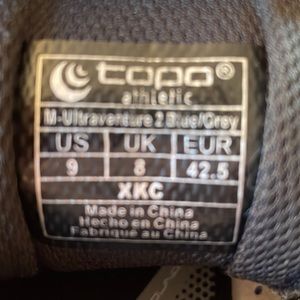 topo®
athletic
M-Ultraventure 2 Blue/Grey
US UK EUR
9 8 42.5
XKC
Made in China
Hecho en China
Fabriqué au China